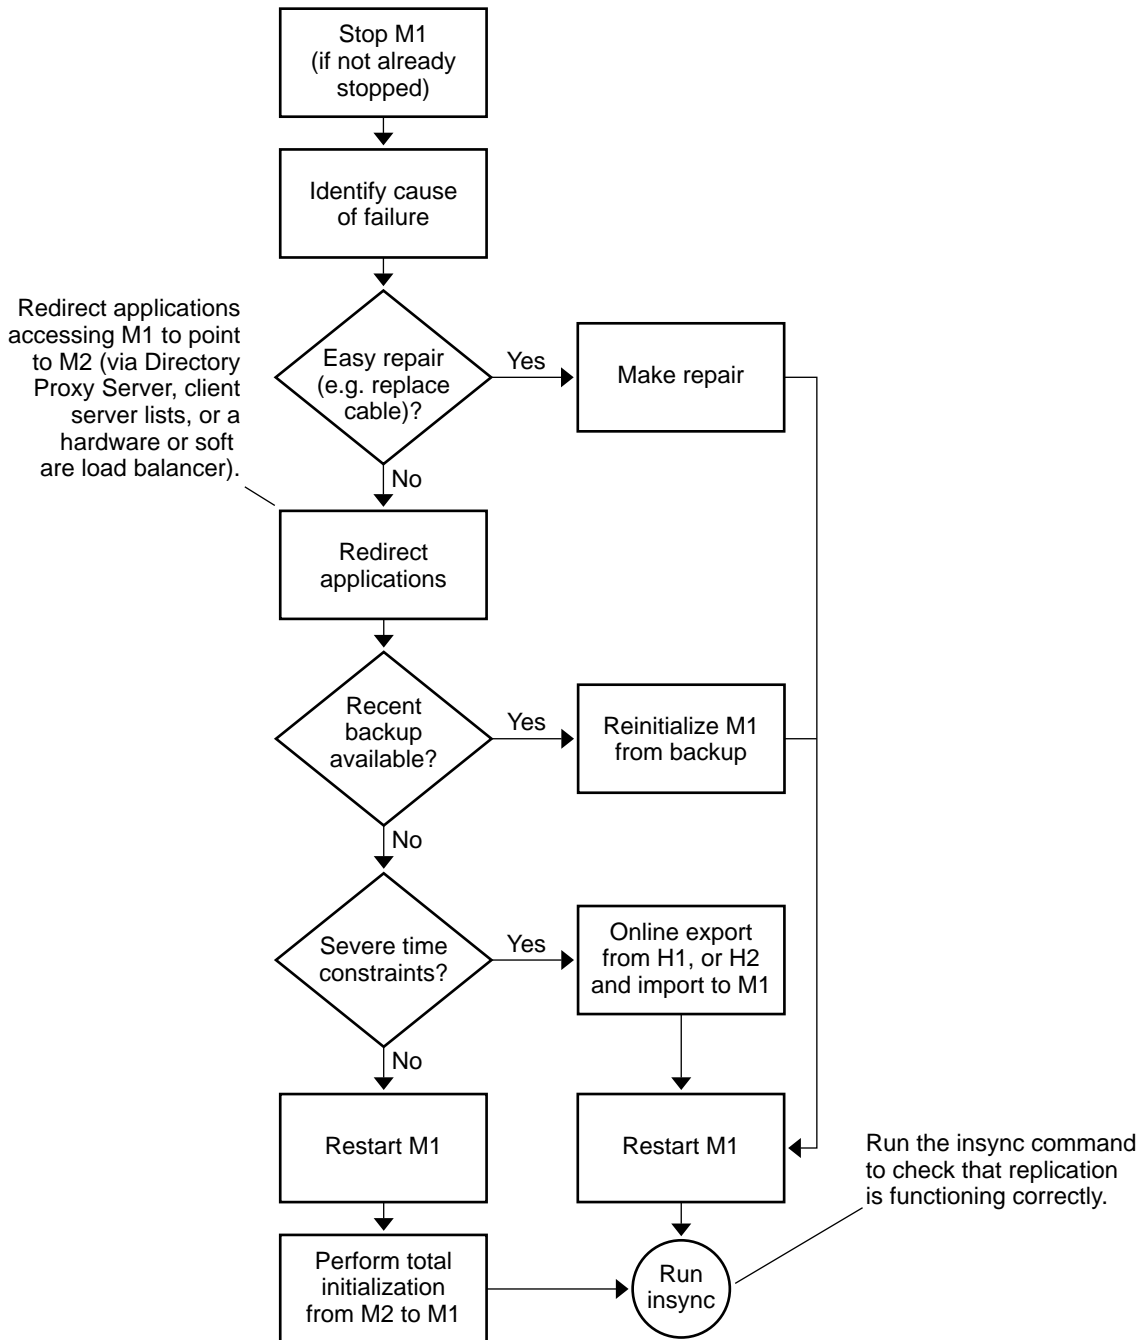 Stop M1
(if not already
stopped)
Identify cause
of failure
Redirect applications
accessing M1 to point
to M2 (via Directory
Proxy Server, client
server lists, or a
hardware or soft
are load balancer).
Easy repair
(e.g. replace
cable)?
Yes
Make repair
No
Redirect
applications
Recent
backup
available?
Yes
Reinitialize M1
from backup
No
Severe time
constraints?
Yes
Online export
from H1, or H2
and import to M1
No
Restart M1
Restart M1
Run the insync command
to check that replication
is functioning correctly.
Perform total
initialization
from M2 to M1
Run
insync